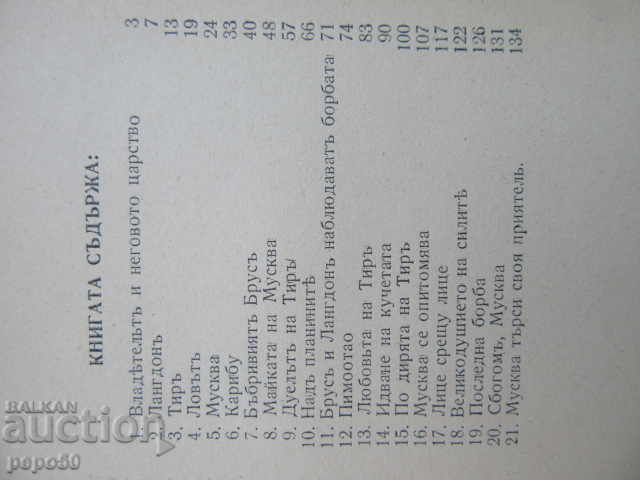 КНИГАТА СЪДЪРЖА:
1. Владѣтельтъ и неговото царство 3
2. Лангдонъ 7
3. Тиръ 13
4. Ловътъ 19
5. Мусква 24
6. Карибу 33
7. Бъбривиятъ Брусъ 40
8. Майката на Мусква 48
9. Дуелътъ на Тиръ 57
10. Надъ планинитѣ 66
11. Брусъ и Лангдонъ наблюдаватъ борбата 71
12. Пимоотао 74
13. Любовьта на Тиръ 83
14. Идване на кучетата 90
15. По дирята на Тиръ 100
16. Мусква се опитомява 107
17. Лице срещу лице 117
18. Великодушието на силнитѣ 122
19. Последна борба 126
20. Сбогомъ, Мусква 131
21. Мусква търси своя приятель. 134
BALKAN
auction
papo50